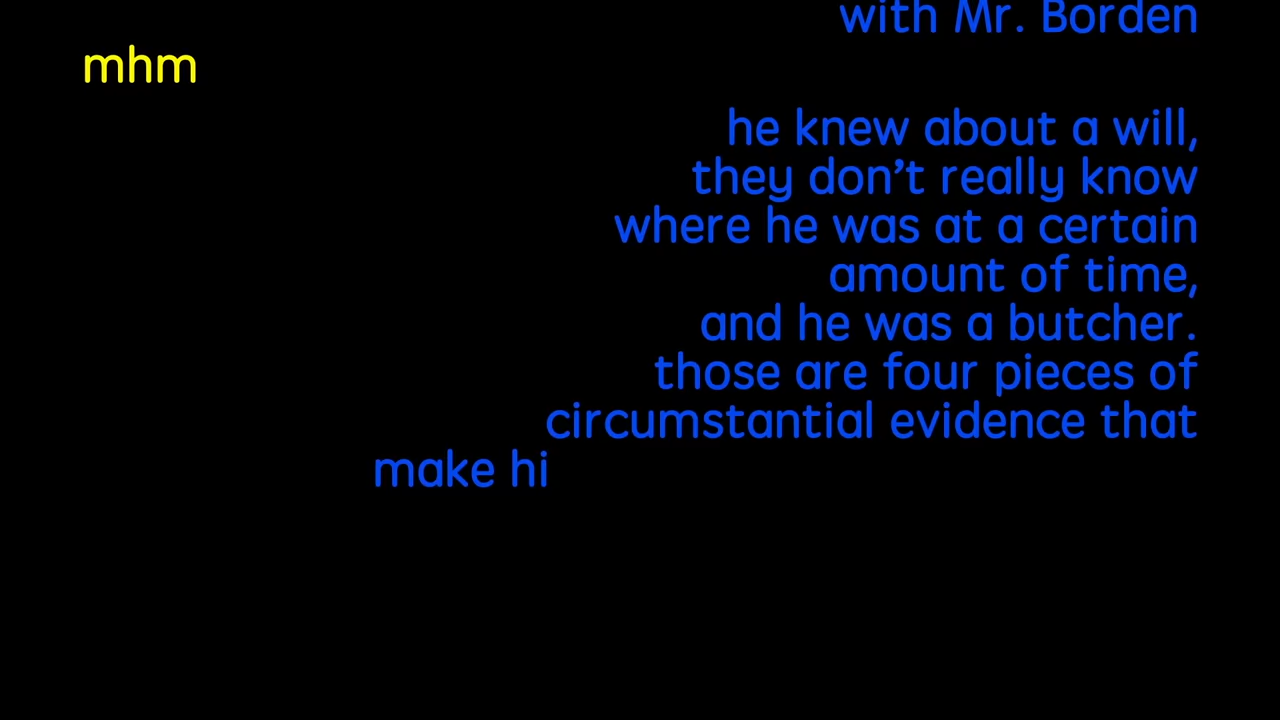 with Mr. Borden
mhm
he knew about a will,
they don’t really know
where he was at a certain
amount of time,
and he was a butcher.
those are four pieces of
circumstantial evidence that
make hi